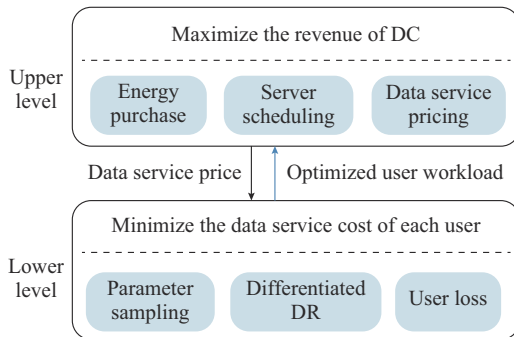 Upper
level
Maximize the revenue of DC
Energy
purchase
Server
scheduling
Data service
pricing
Data service price
Optimized user workload
Lower
level
Minimize the data service cost of each user
Parameter
sampling
Differentiated
DR
User loss